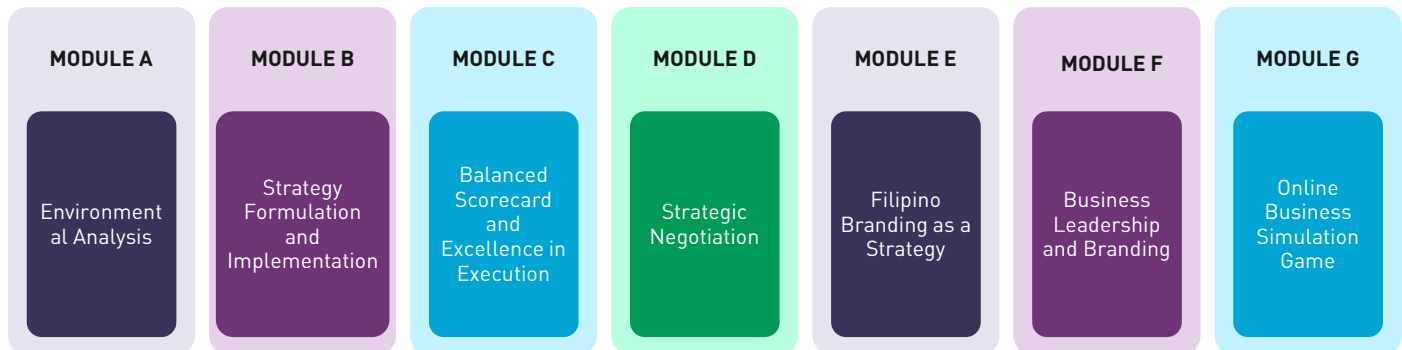 MODULE A
Environment
al Analysis
MODULE B
Strategy
Formulation
and
Implementation
MODULE C
Balanced
Scorecard
and
Excellence in
Execution
MODULE D
Strategic
Negotiation
MODULE E
Filipino
Branding as a
Strategy
MODULE F
Business
Leadership
and Branding
MODULE G
Online
Business
Simulation
Game